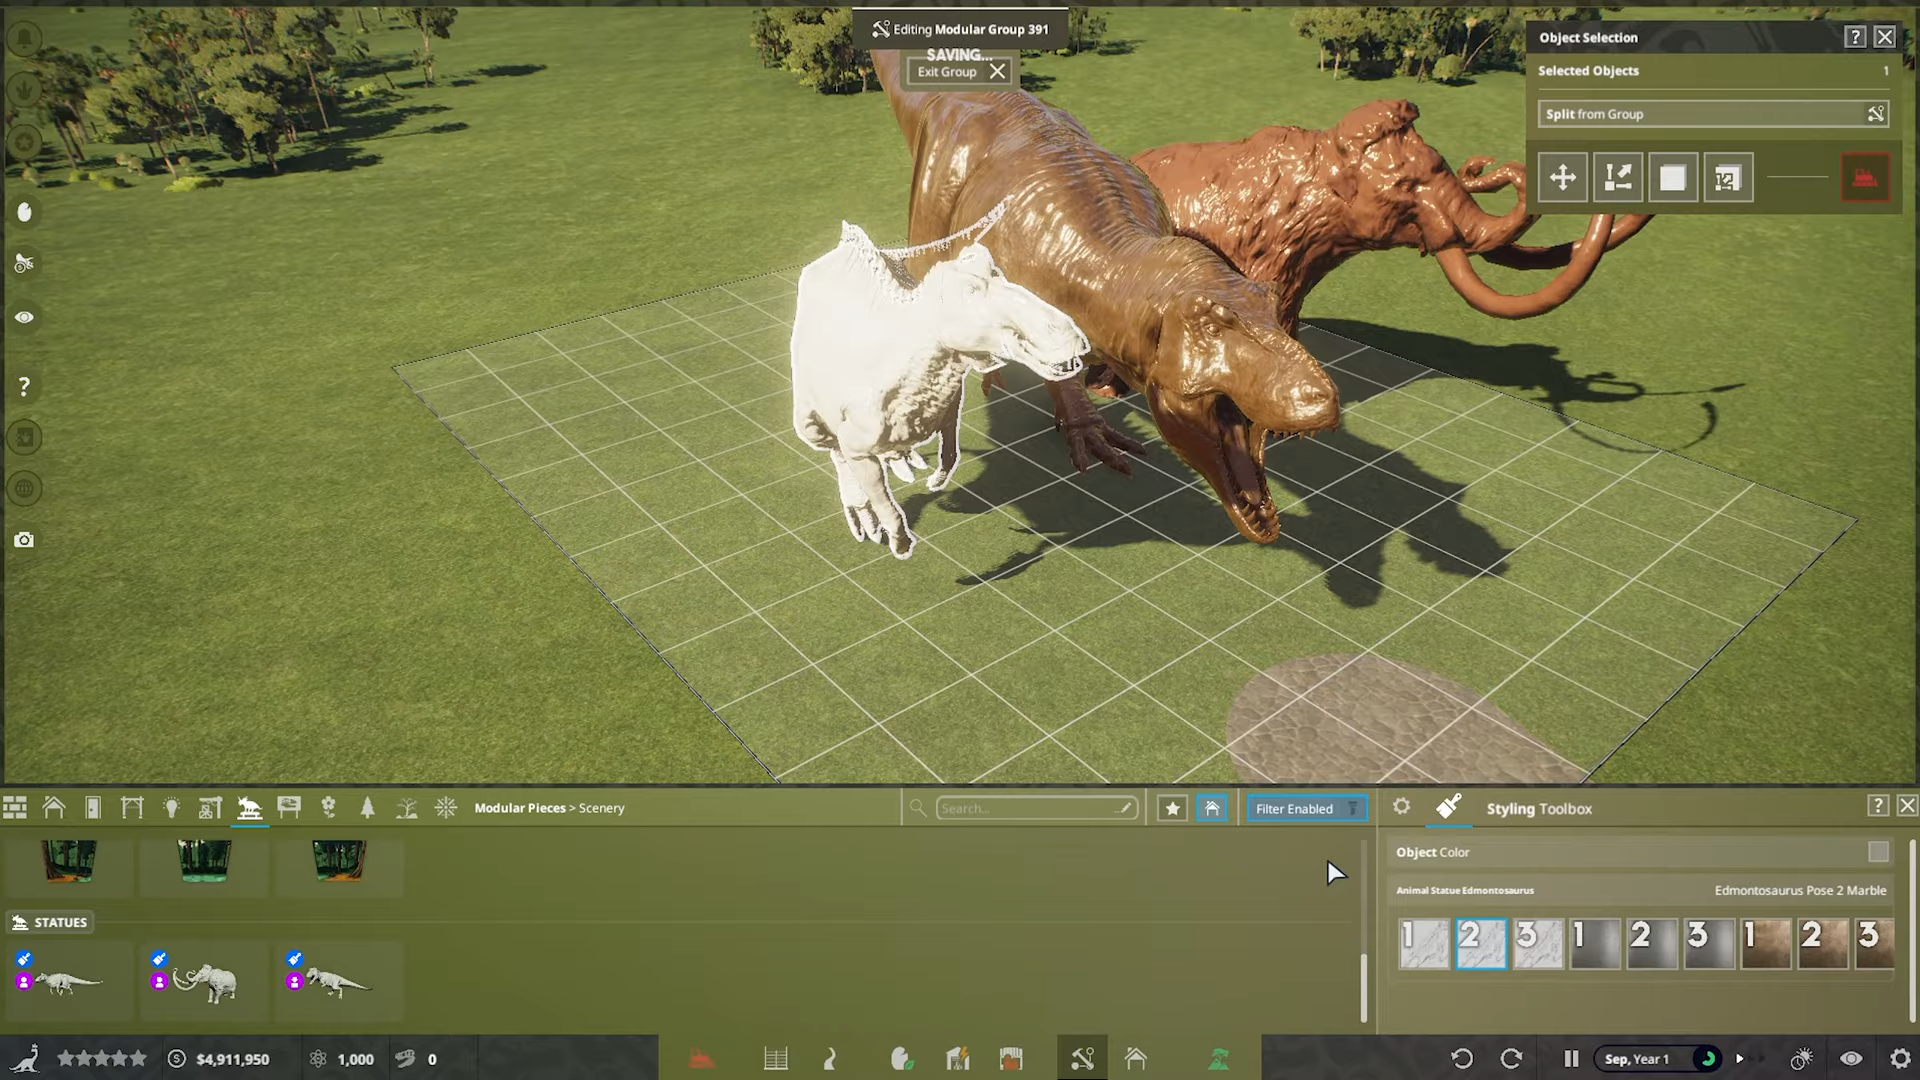 Editing Modular Group 391
SAVING...
Exit Group
Object Selection
?
Selected Objects 1
Split from Group
?
Modular Pieces > Scenery
Search...
Filter Enabled
Styling Toolbox
?
Object Color
Animal Statue Edmontosaurus Edmontosaurus Pose 2 Marble
1 2 3 1 2 3 1 2 3
STATUES
$4,911,950
1,000
0
Sep, Year 1